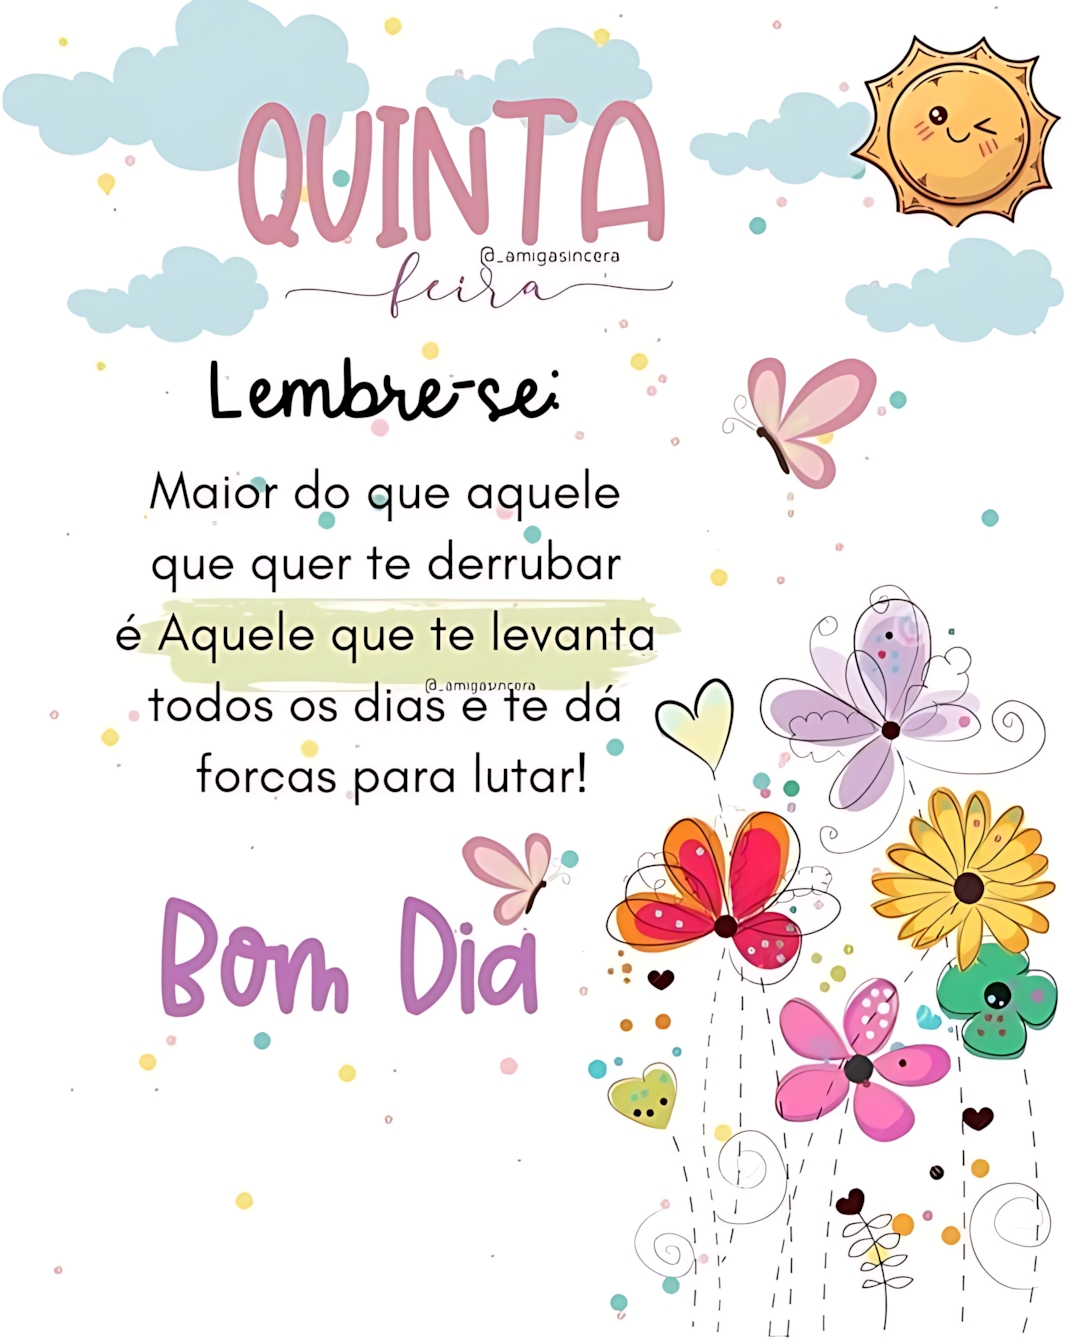 QUINTA
@_amigasincera
feira
Lembre-se:
Maior do que aquele
que quer te derrubar
é Aquele que te levanta
@_amigasincera
todos os dias e te dá
forcas para lutar!
Bom Dia